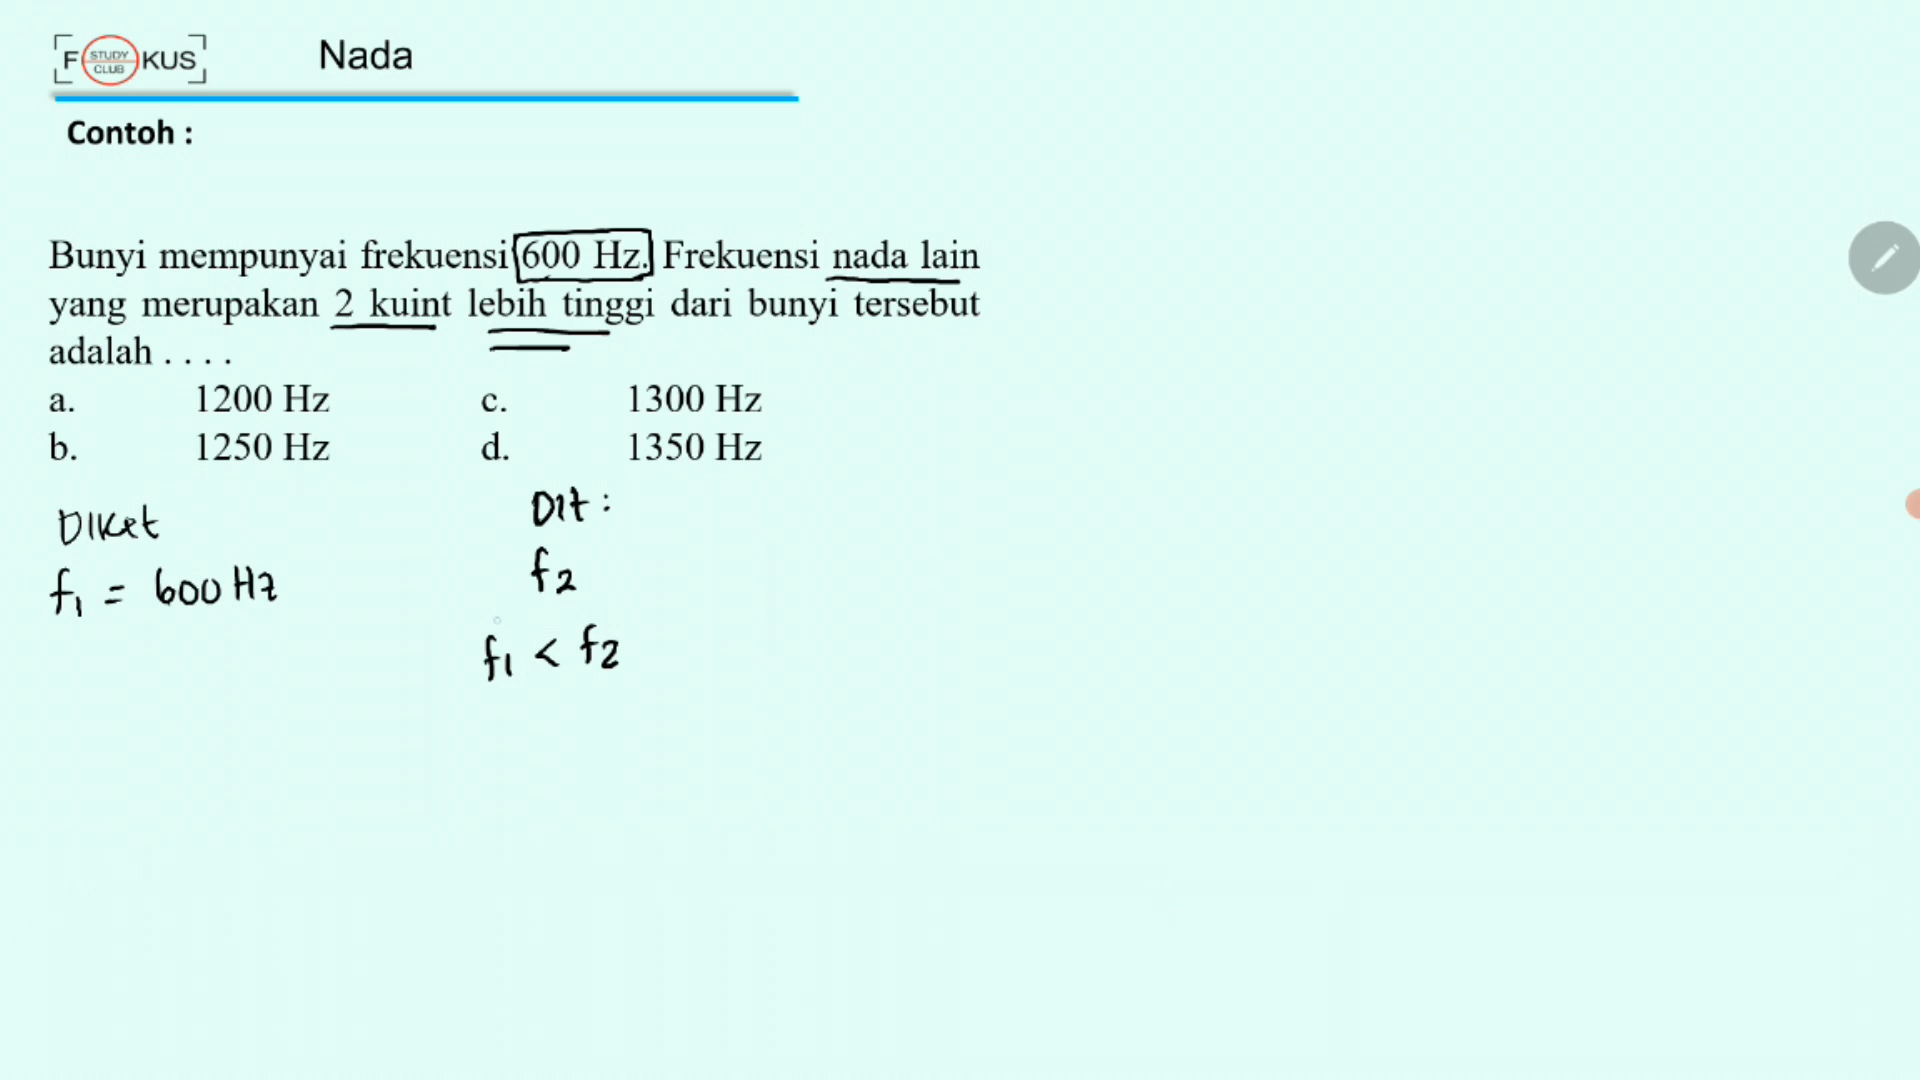 F STUDY CLUB KUS
Nada
Contoh :
Bunyi mempunyai frekuensi 600 Hz. Frekuensi nada lain
yang merupakan 2 kuint lebih tinggi dari bunyi tersebut
adalah . . . .
a. 1200 Hz c. 1300 Hz
b. 1250 Hz d. 1350 Hz
Diket
Dit :
f₁ = 600 Hz
f₂
f₁ < f₂